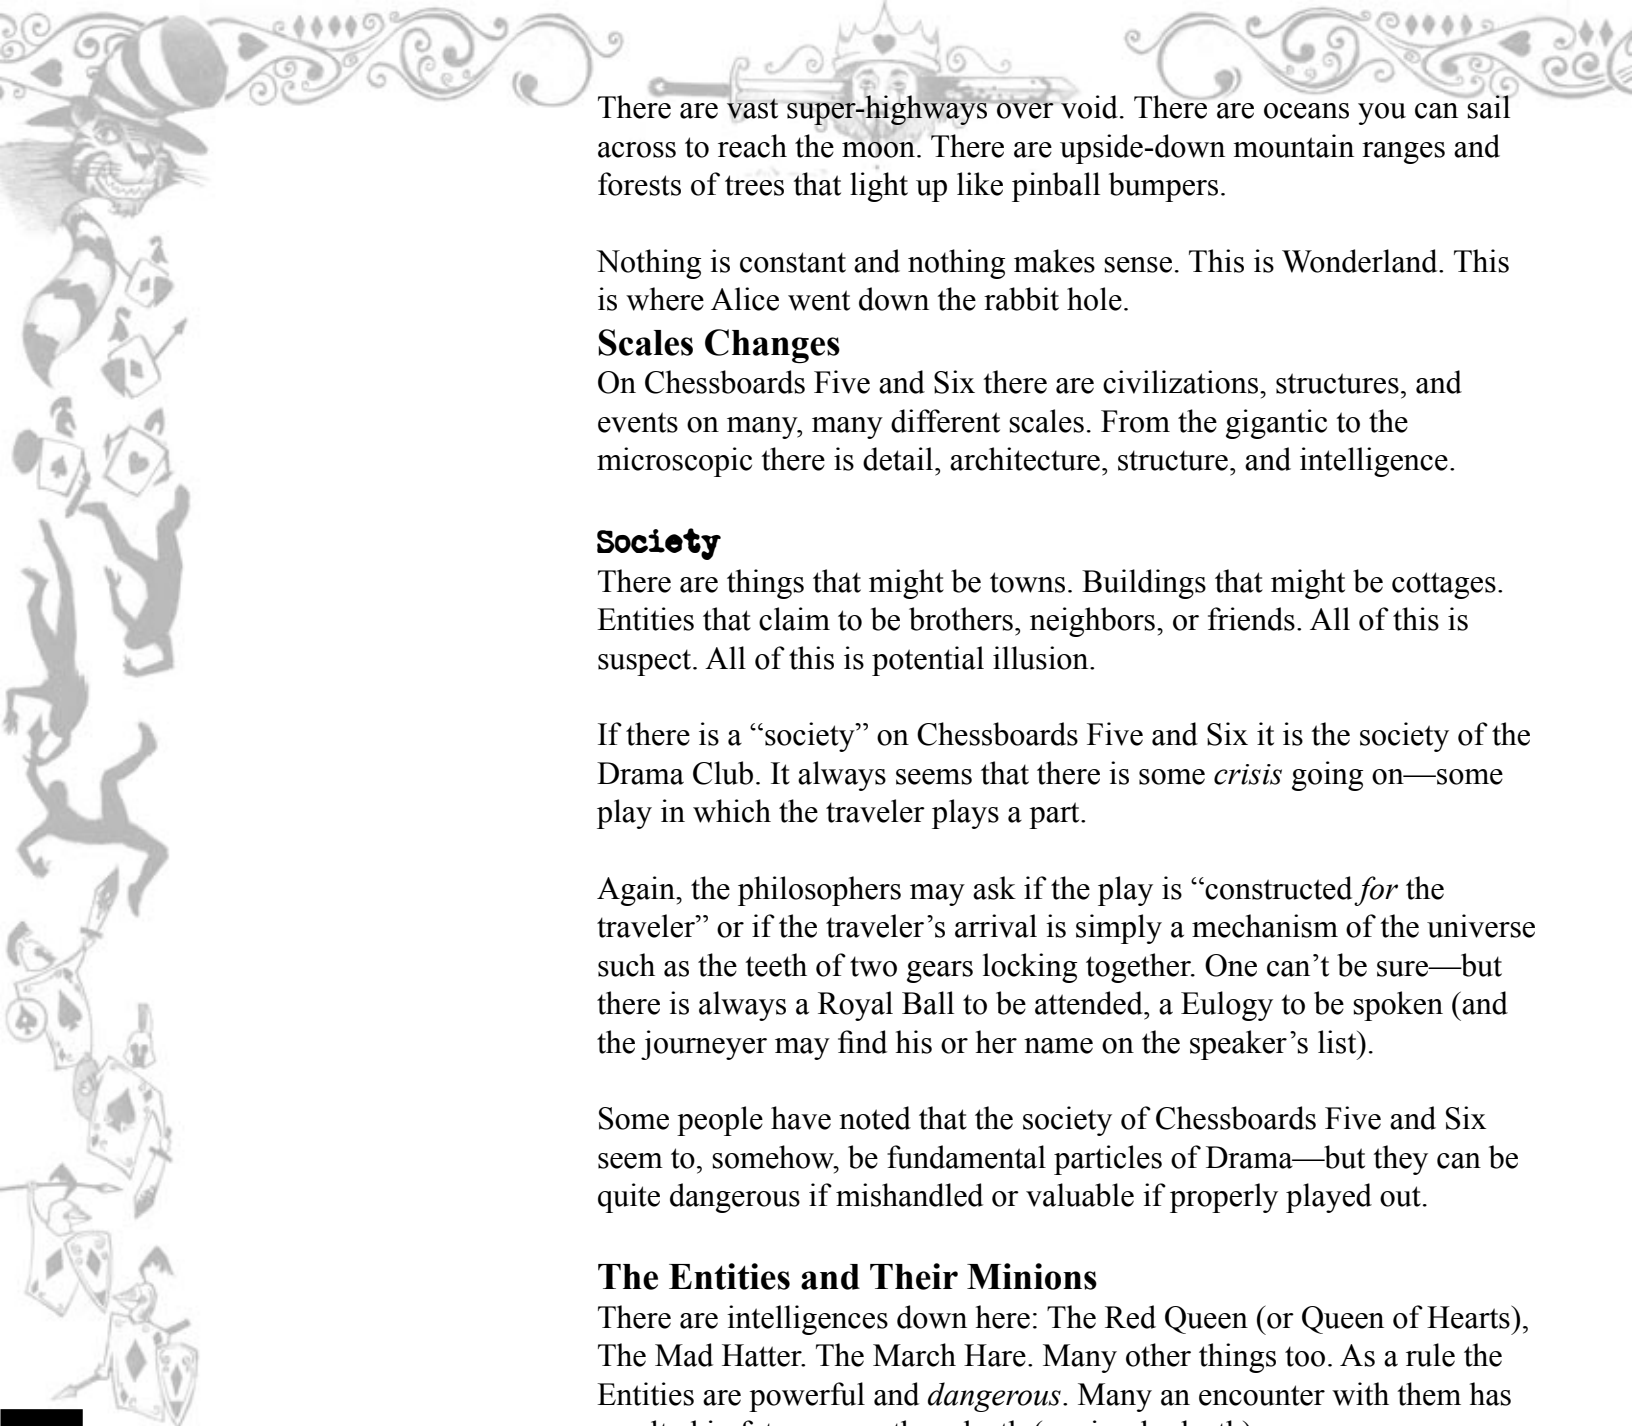 There are vast super-highways over void. There are oceans you can sail
across to reach the moon. There are upside-down mountain ranges and
forests of trees that light up like pinball bumpers.
Nothing is constant and nothing makes sense. This is Wonderland. This
is where Alice went down the rabbit hole.
Scales Changes
On Chessboards Five and Six there are civilizations, structures, and
events on many, many different scales. From the gigantic to the
microscopic there is detail, architecture, structure, and intelligence.
Society
There are things that might be towns. Buildings that might be cottages.
Entities that claim to be brothers, neighbors, or friends. All of this is
suspect. All of this is potential illusion.
If there is a “society” on Chessboards Five and Six it is the society of the
Drama Club. It always seems that there is some crisis going on—some
play in which the traveler plays a part.
Again, the philosophers may ask if the play is “constructed for the
traveler” or if the traveler’s arrival is simply a mechanism of the universe
such as the teeth of two gears locking together. One can’t be sure—but
there is always a Royal Ball to be attended, a Eulogy to be spoken (and
the journeyer may find his or her name on the speaker’s list).
Some people have noted that the society of Chessboards Five and Six
seem to, somehow, be fundamental particles of Drama—but they can be
quite dangerous if mishandled or valuable if properly played out.
The Entities and Their Minions
There are intelligences down here: The Red Queen (or Queen of Hearts),
The Mad Hatter. The March Hare. Many other things too. As a rule the
Entities are powerful and dangerous. Many an encounter with them has